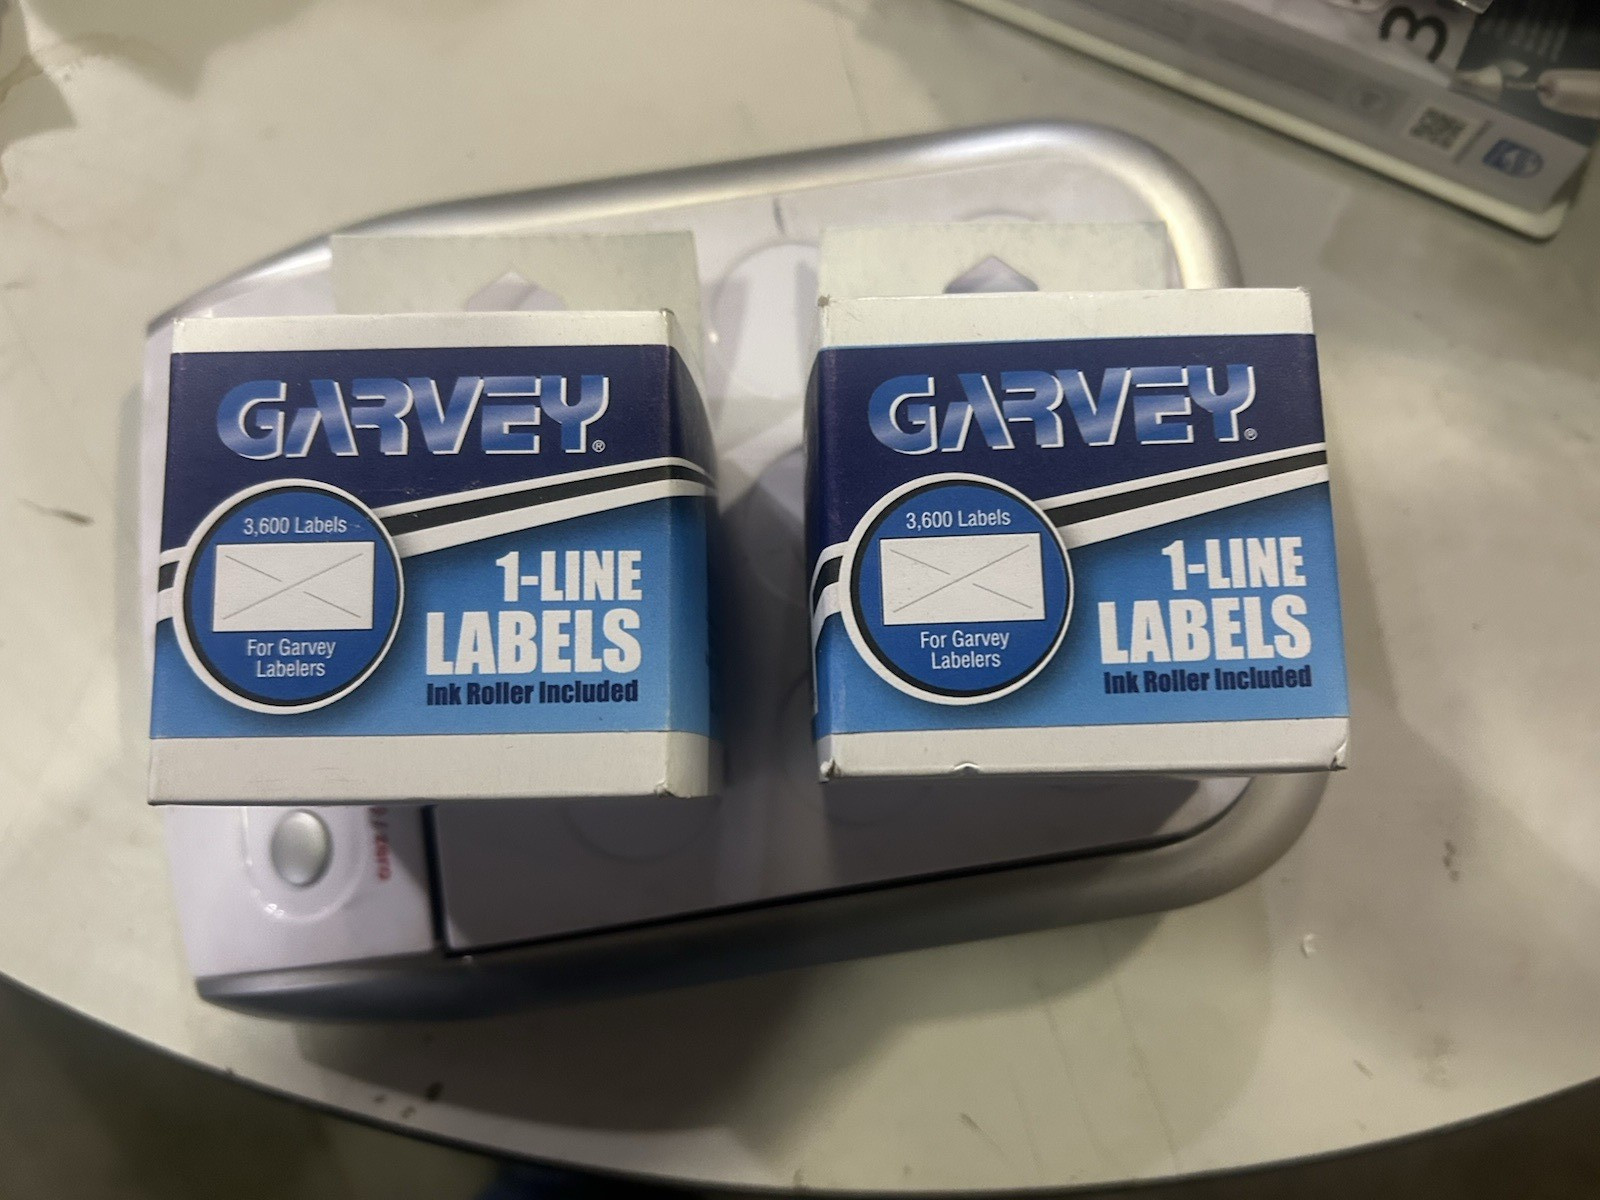 GARVEY®
3,600 Labels
For Garvey
Labelers
1-LINE
LABELS
Ink Roller Included
GARVEY®
3,600 Labels
For Garvey
Labelers
1-LINE
LABELS
Ink Roller Included
3